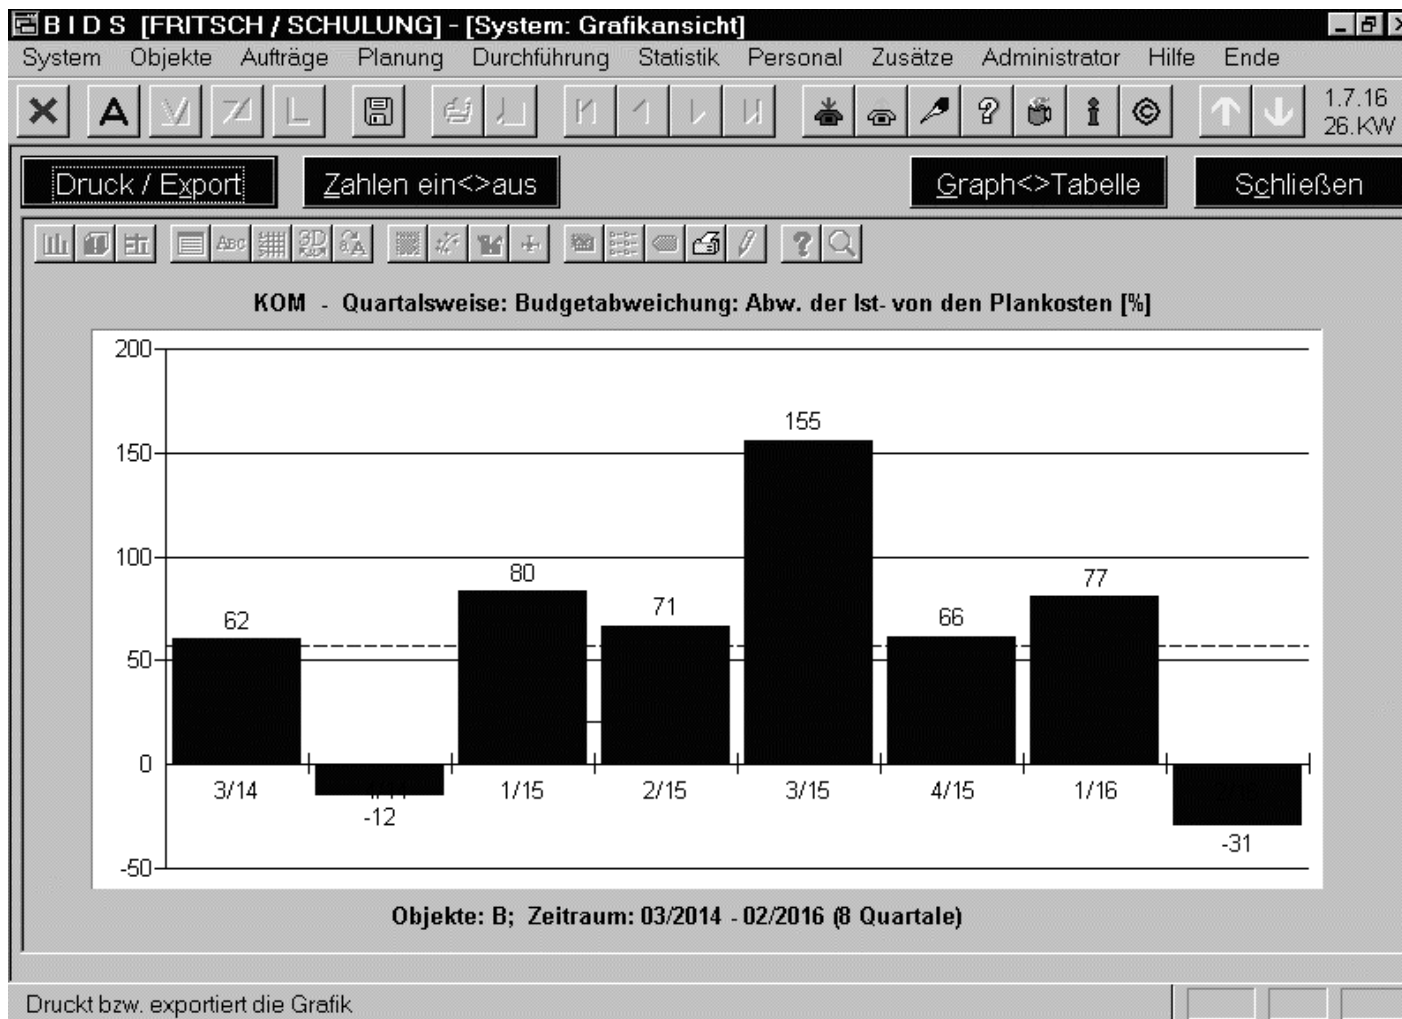 B I D S [FRITSCH / SCHULUNG] - [System: Grafikansicht]
System Objekte Aufträge Planung Durchführung Statistik Personal Zusätze Administrator Hilfe Ende
1.7.16
26.KW
Druck / Export Zahlen ein<>aus Graph<>Tabelle Schließen
KOM - Quartalsweise: Budgetabweichung: Abw. der Ist- von den Plankosten [%]
200
150
100
50
0
-50
62
-12
80
71
155
66
77
-31
3/14 1/15 2/15 3/15 4/15 1/16
Objekte: B; Zeitraum: 03/2014 - 02/2016 (8 Quartale)
Druckt bzw. exportiert die Grafik